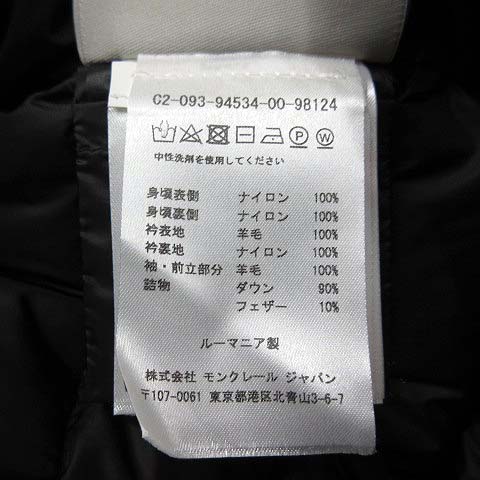 C2-093-94534-00-98124
P W
中性洗剤を使用してください
身頃表側 ナイロン 100%
身頃裏側 ナイロン 100%
衿表地 羊毛 100%
衿裏地 ナイロン 100%
袖・前立部分 羊毛 100%
詰物 ダウン 90%
フェザー 10%
ルーマニア製
株式会社 モンクレール ジャパン
〒107-0061 東京都港区北青山3-6-7